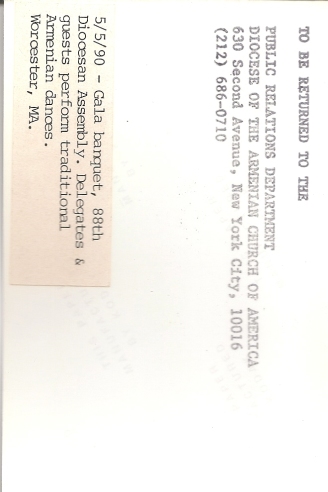 TO BE RETURNED TO THE
PUBLIC RELATIONS DEPARTMENT
DIOCESE OF THE ARMENIAN CHURCH OF AMERICA
630 Second Avenue, New York City, 10016
(212) 686-0710
5/5/90 - Gala banquet, 88th
Diocesan Assembly. Delegates &
guests perform traditional
Armenian dances.
Worcester, MA.